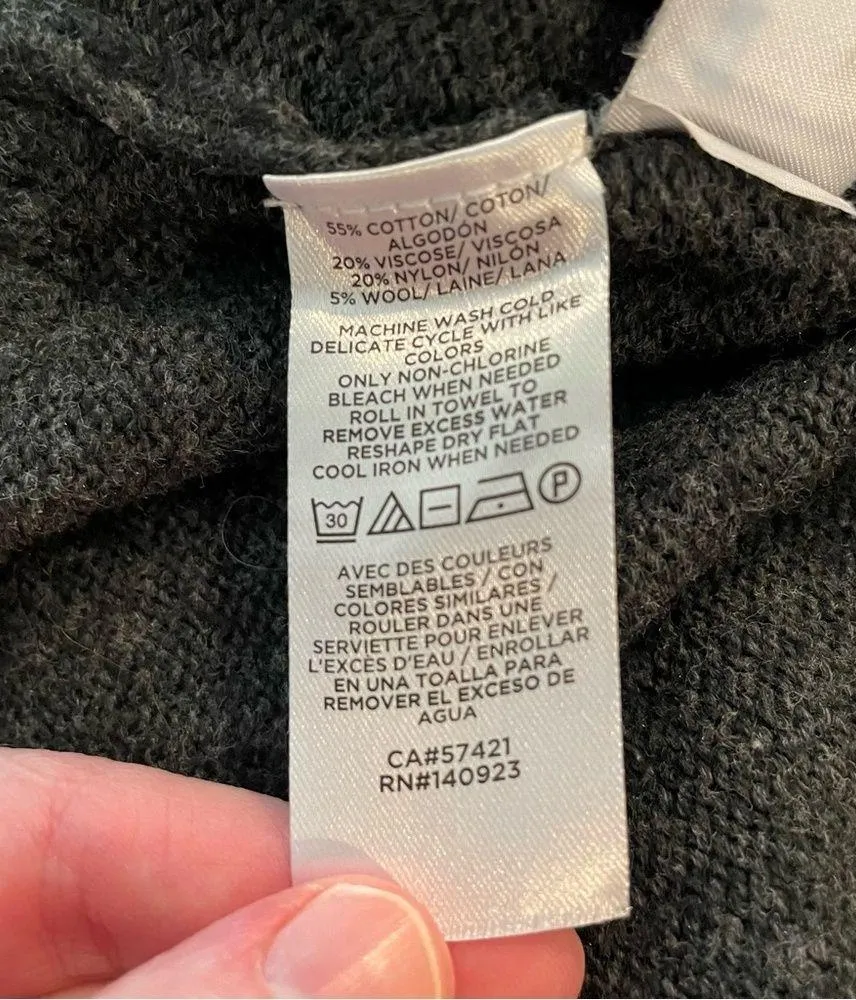 55% COTTON/ COTON/
ALGODÓN
20% VISCOSE/ VISCOSA
20% NYLON/ NILÓN
5% WOOL/ LAINE/ LANA
MACHINE WASH COLD
DELICATE CYCLE WITH LIKE
COLORS
ONLY NON-CHLORINE
BLEACH WHEN NEEDED
ROLL IN TOWEL TO
REMOVE EXCESS WATER
RESHAPE DRY FLAT
COOL IRON WHEN NEEDED
30 P
AVEC DES COULEURS
SEMBLABLES / CON
COLORES SIMILARES /
ROULER DANS UNE
SERVIETTE POUR ENLEVER
L'EXCÈS D'EAU / ENROLLAR
EN UNA TOALLA PARA
REMOVER EL EXCESO DE
AGUA
CA#57421
RN#140923